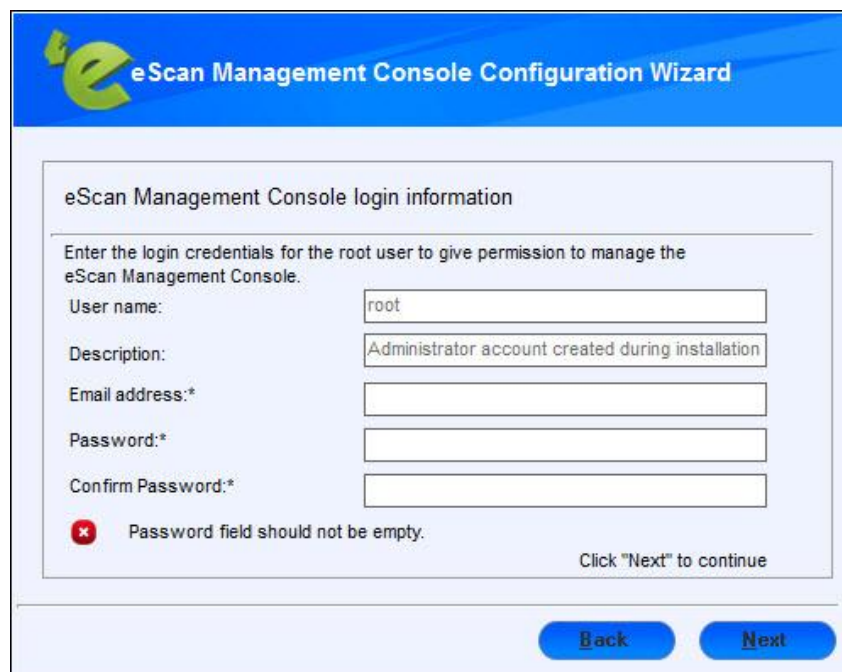 eScan Management Console Configuration Wizard
eScan Management Console login information
Enter the login credentials for the root user to give permission to manage the
eScan Management Console.
User name:
root
Description:
Administrator account created during installation
Email address:*
Password:*
Confirm Password:*
Password field should not be empty.
Click "Next" to continue
Back
Next